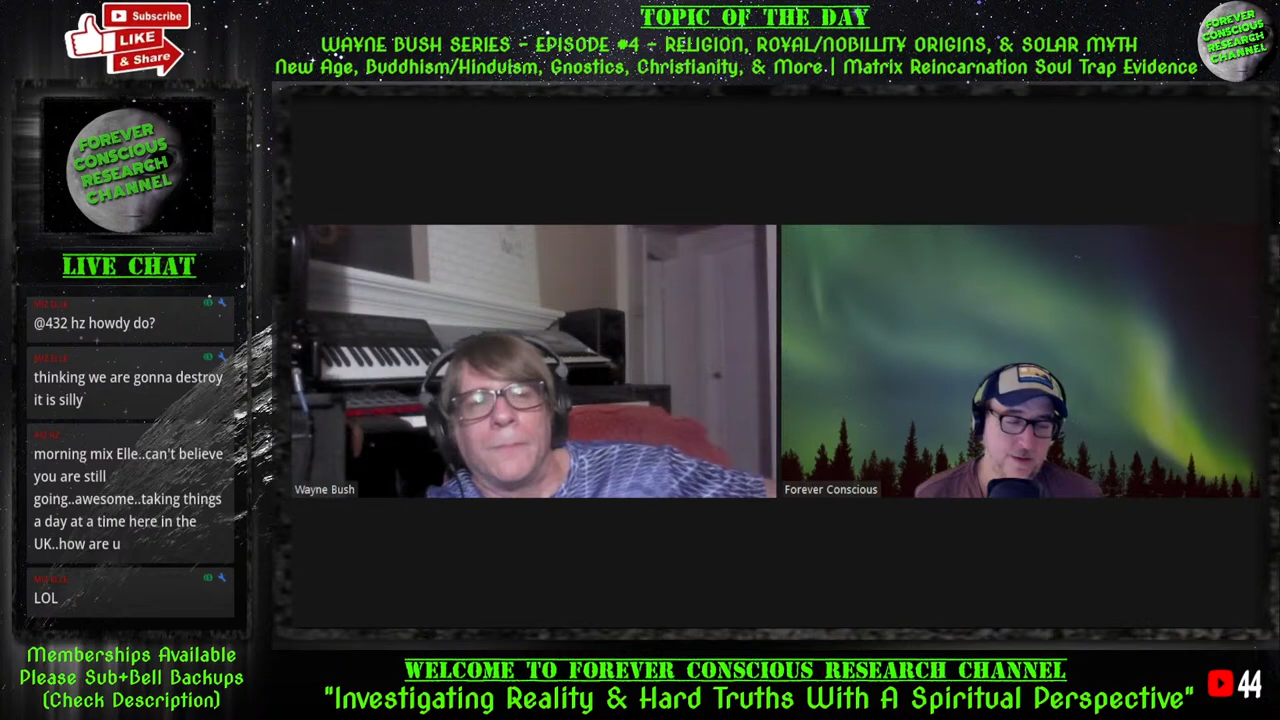 Subscribe
LIKE
& Share
TOPIC OF THE DAY
WAYNE BUSH SERIES - EPISODE #4 - RELIGION, ROYAL/NOBILLITY ORIGINS, & SOLAR MYTH
New Age, Buddhism/Hinduism, Gnostics, Christianity, & More | Matrix Reincarnation Soul Trap Evidence
FOREVER
CONSCIOUS
RESEARCH
CHANNEL
FOREVER
CONSCIOUS
RESEARCH
CHANNEL
LIVE CHAT
@432 hz howdy do?
thinking we are gonna destroy
it is silly
morning mix Elle..can't believe
you are still
going..awesome..taking things
a day at a time here in the
UK..how are u
LOL
Wayne Bush
Forever Conscious
Memberships Available
Please Sub+Bell Backups
(Check Description)
WELCOME TO FOREVER CONSCIOUS RESEARCH CHANNEL
"Investigating Reality & Hard Truths With A Spiritual Perspective"
44